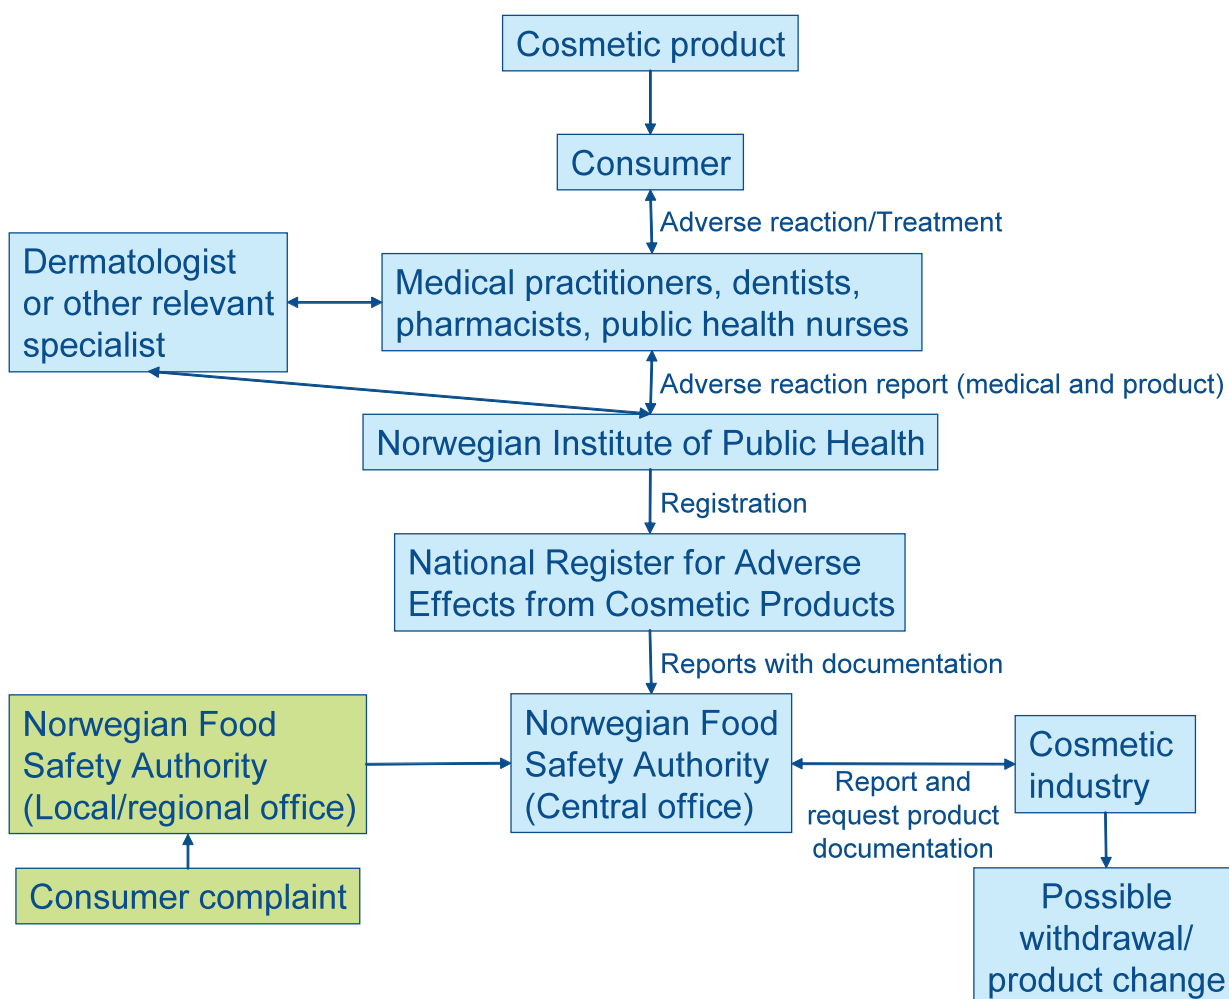 Cosmetic product
Consumer
Adverse reaction/Treatment
Dermatologist
or other relevant
specialist
Medical practitioners, dentists,
pharmacists, public health nurses
Adverse reaction report (medical and product)
Norwegian Institute of Public Health
Registration
National Register for Adverse
Effects from Cosmetic Products
Reports with documentation
Norwegian Food
Safety Authority
(Local/regional office)
Norwegian Food
Safety Authority
(Central office)
Cosmetic
industry
Report and
request product
documentation
Consumer complaint
Possible
withdrawal/
product change